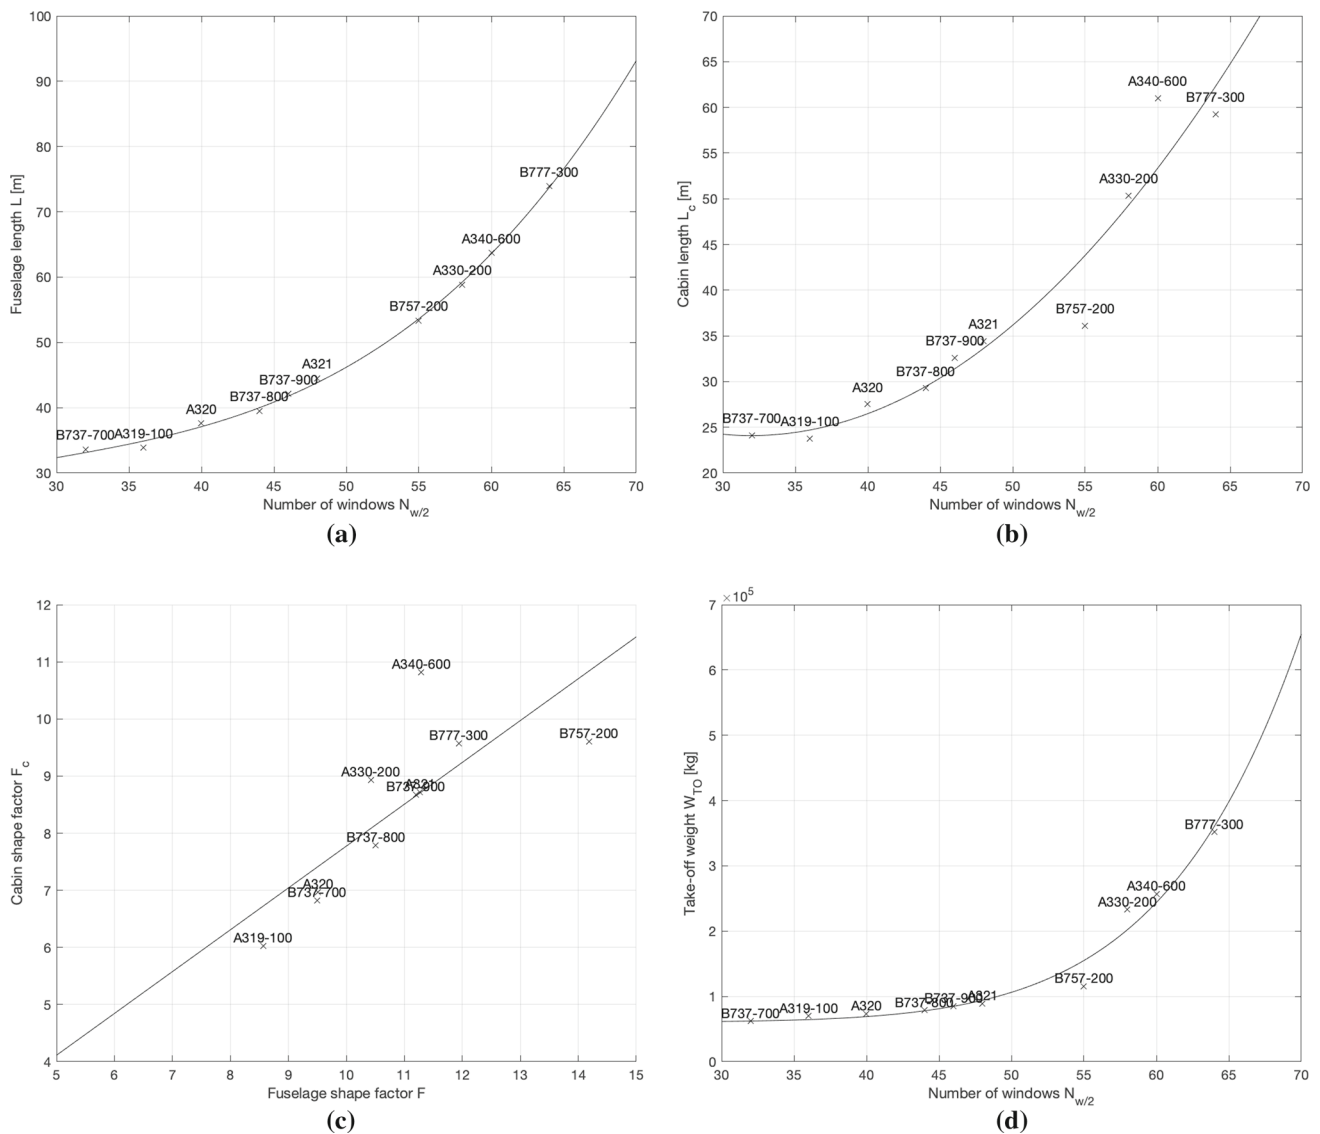 100
90
80
70
60
50
40
30
Fuselage length L [m]
B777-300
A340-600
A330-200
B757-200
A321
B737-900
B737-800
A320
B737-700
A319-100
30 35 40 45 50 55 60 65 70
Number of windows N w/2
(a)
70
65
60
55
50
45
40
35
30
25
20
Cabin length L c [m]
A340-600
B777-300
A330-200
B757-200
A321
B737-900
B737-800
A320
B737-700
A319-100
30 35 40 45 50 55 60 65 70
Number of windows N w/2
(b)
12
11
10
9
8
7
6
5
4
Cabin shape factor F c
A340-600
B777-300
B757-200
A330-200
A321
B737-900
B737-800
A320
B737-700
A319-100
5 6 7 8 9 10 11 12 13 14 15
Fuselage shape factor F
(c)
× 10 5
7
6
5
4
3
2
1
0
Take-off weight W TO [kg]
B777-300
A340-600
A330-200
B757-200
A321
B737-900
B737-800
A320
A319-100
B737-700
30 35 40 45 50 55 60 65 70
Number of windows N w/2
(d)